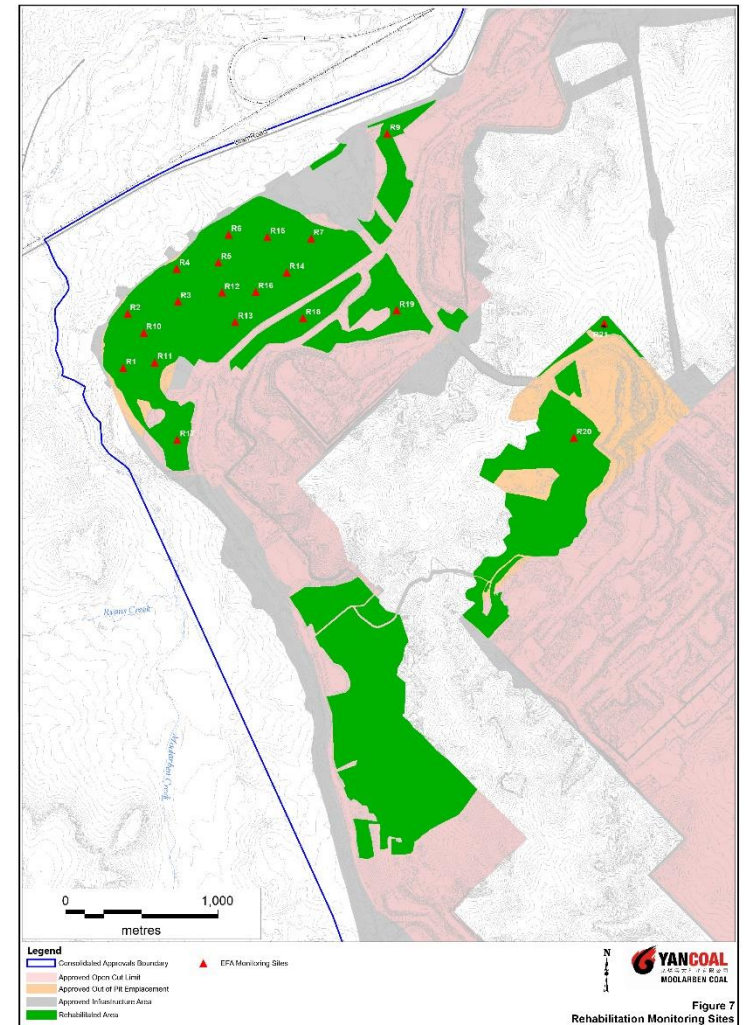 R9
R6
R15
R7
R4
R5
R14
R3
R12
R16
R2
R13
R18
R19
R10
R1
R11
R20
Ryans Creek
Moolarben Creek
0
1,000
metres
Legend
Consolidated Approvals Boundary
EFA Monitoring Sites
Approved Open Cut Limit
Approved Out of Pit Emplacement
Approved Infrastructure Area
Rehabilitated Area
N
YANCOAL
MOOLARBEN COAL
Figure 7
Rehabilitation Monitoring Sites